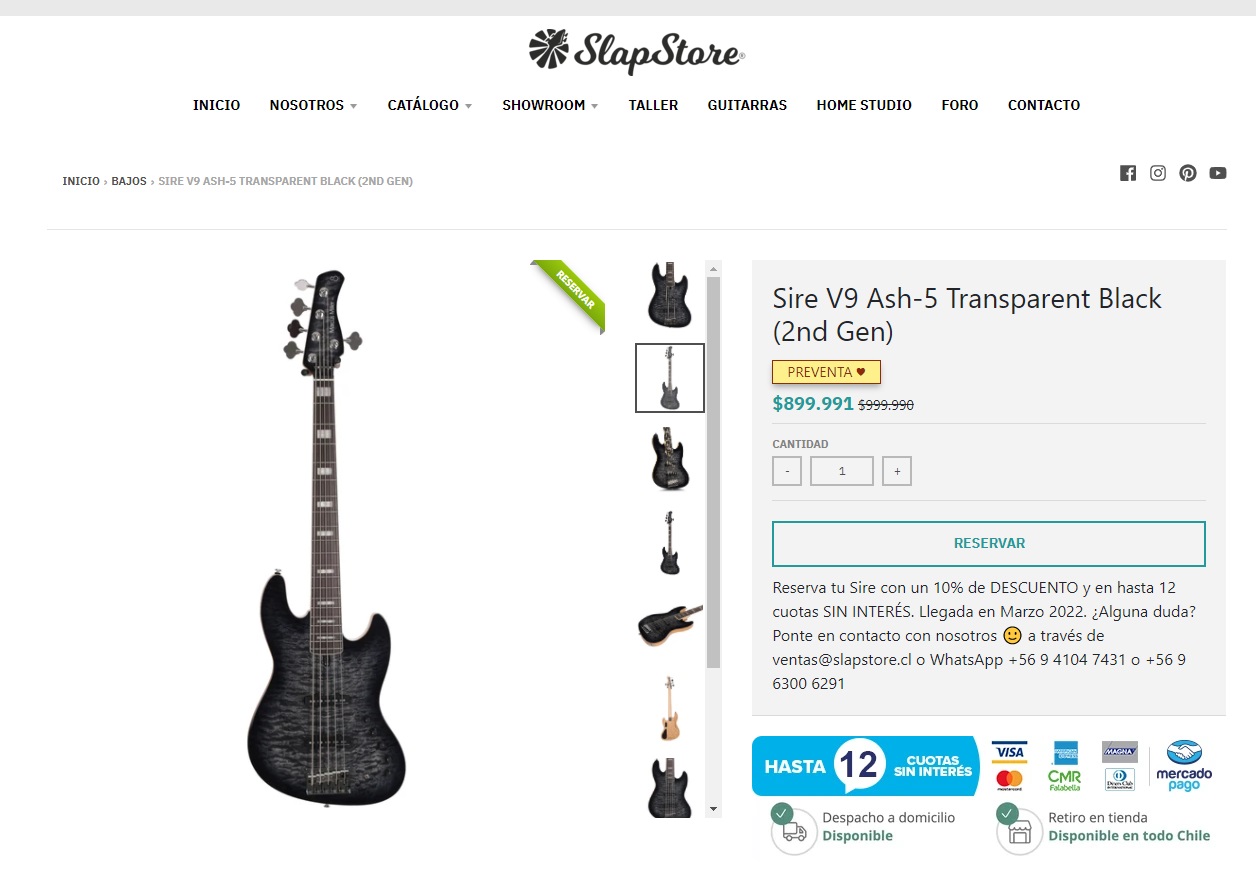 SlapStore®
INICIO NOSOTROS CATÁLOGO SHOWROOM TALLER GUITARRAS HOME STUDIO FORO CONTACTO
INICIO › BAJOS › SIRE V9 ASH-5 TRANSPARENT BLACK (2ND GEN)
RESERVAR
Sire V9 Ash-5 Transparent Black
(2nd Gen)
PREVENTA ♥
$899.991 $999.990
CANTIDAD
- 1 +
RESERVAR
Reserva tu Sire con un 10% de DESCUENTO y en hasta 12
cuotas SIN INTERÉS. Llegada en Marzo 2022. ¿Alguna duda?
Ponte en contacto con nosotros 🙂 a través de
ventas@slapstore.cl o WhatsApp +56 9 4104 7431 o +56 9
6300 6291
HASTA 12 CUOTAS
SIN INTERÉS
VISA
MAGNA
mastercard
CMR
Falabella
Diners Club
INTERNATIONAL
mercado
pago
Despacho a domicilio
Disponible
Retiro en tienda
Disponible en todo Chile